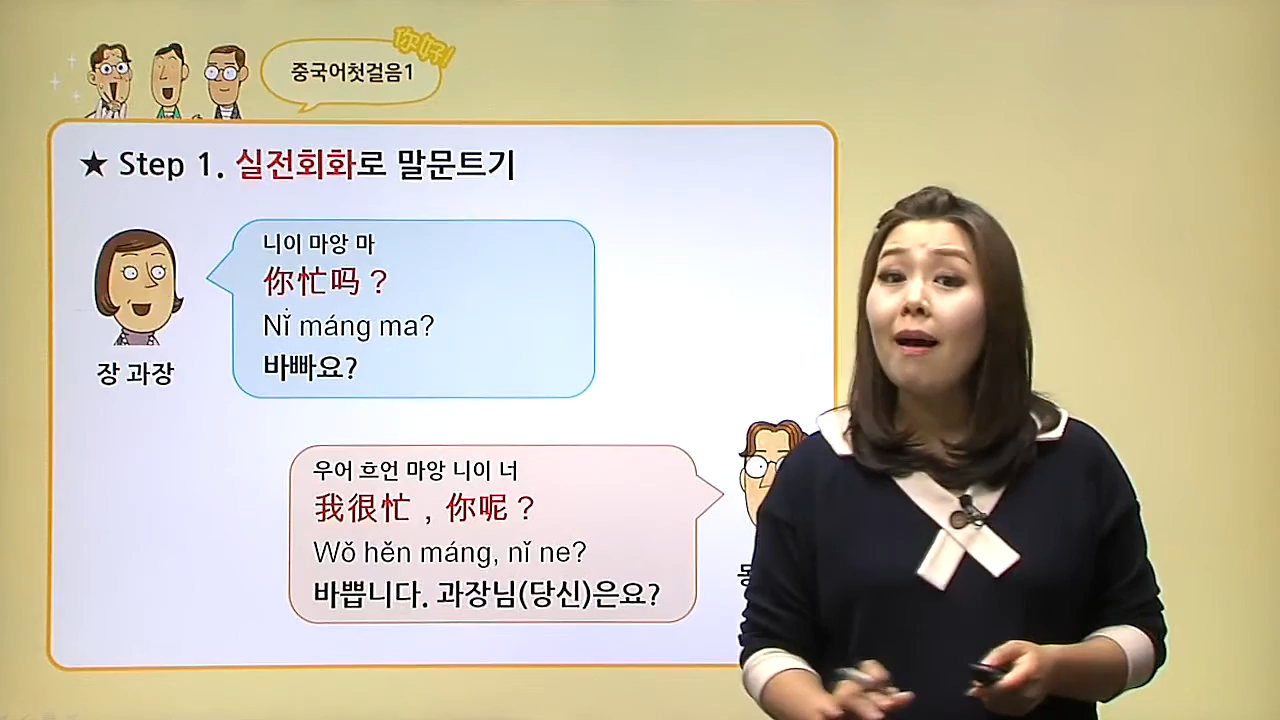 你好!
중국어첫걸음1
★ Step 1. 실전회화로 말문트기
니이 마앙 마
你忙吗？
Nǐ máng ma?
바빠요?
장 과장
우어 흐언 마앙 니이 너
我很忙，你呢？
Wǒ hěn máng, nǐ ne?
바쁩니다. 과장님(당신)은요?